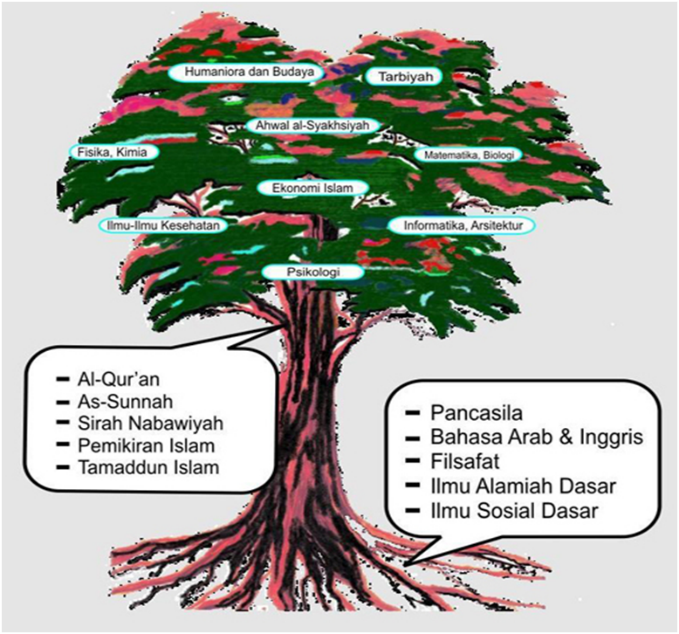 Humaniora dan Budaya
Tarbiyah
Ahwal al-Syakhsiyah
Fisika, Kimia
Matematika, Biologi
Ekonomi Islam
Ilmu-Ilmu Kesehatan
Informatika, Arsitektur
Psikologi
- Al-Qur'an
- As-Sunnah
- Sirah Nabawiyah
- Pemikiran Islam
- Tamaddun Islam
- Pancasila
- Bahasa Arab & Inggris
- Filsafat
- Ilmu Alamiah Dasar
- Ilmu Sosial Dasar